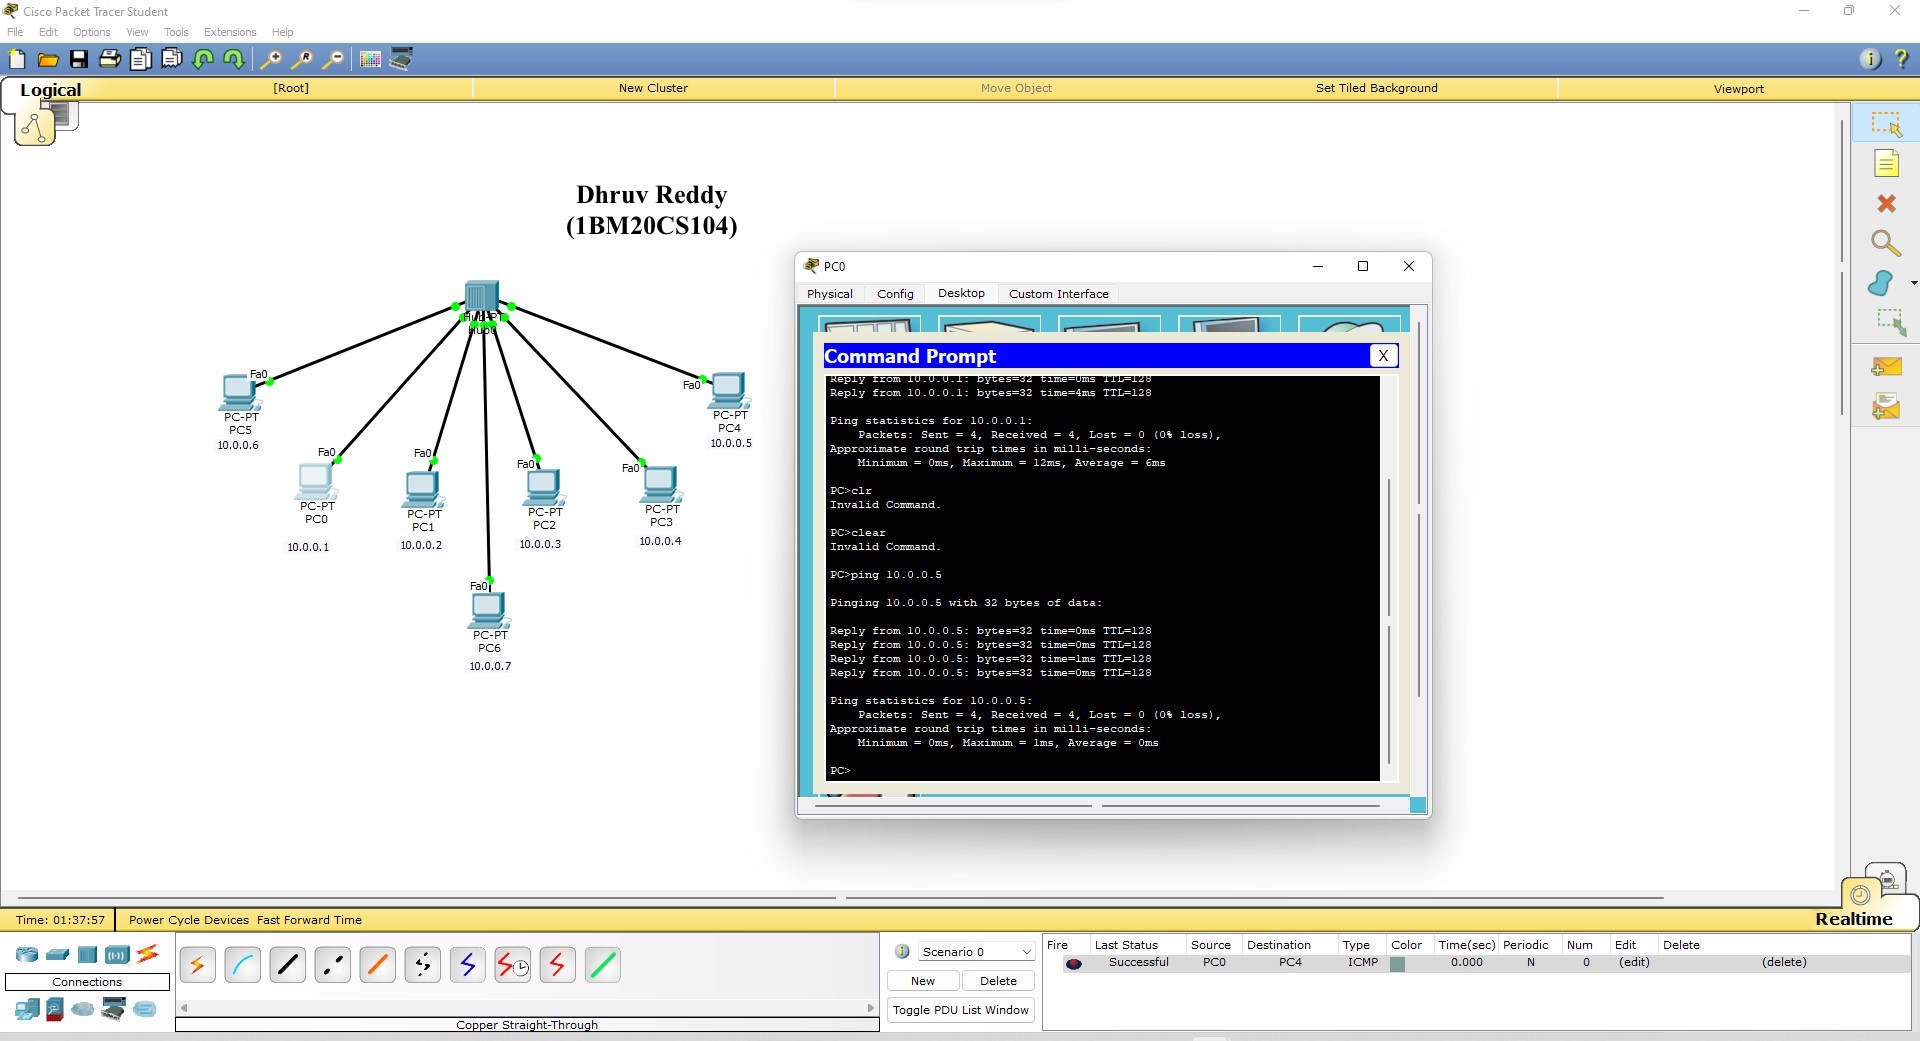 Cisco Packet Tracer Student
File Edit Options View Tools Extensions Help
Logical [Root] New Cluster Move Object Set Tiled Background Viewport
Dhruv Reddy
(1BM20CS104)
Hub-PT
Hub0
Fa0
PC-PT
PC5
10.0.0.6
Fa0
PC-PT
PC4
10.0.0.5
Fa0
PC-PT
PC0
10.0.0.1
Fa0
PC-PT
PC1
10.0.0.2
Fa0
PC-PT
PC2
10.0.0.3
Fa0
PC-PT
PC3
10.0.0.4
Fa0
PC-PT
PC6
10.0.0.7
PC0
Physical Config Desktop Custom Interface
Command Prompt X
Reply from 10.0.0.1: bytes=32 time=0ms TTL=128
Reply from 10.0.0.1: bytes=32 time=4ms TTL=128
Ping statistics for 10.0.0.1:
Packets: Sent = 4, Received = 4, Lost = 0 (0% loss),
Approximate round trip times in milli-seconds:
Minimum = 0ms, Maximum = 12ms, Average = 6ms
PC>clr
Invalid Command.
PC>clear
Invalid Command.
PC>ping 10.0.0.5
Pinging 10.0.0.5 with 32 bytes of data:
Reply from 10.0.0.5: bytes=32 time=0ms TTL=128
Reply from 10.0.0.5: bytes=32 time=0ms TTL=128
Reply from 10.0.0.5: bytes=32 time=1ms TTL=128
Reply from 10.0.0.5: bytes=32 time=0ms TTL=128
Ping statistics for 10.0.0.5:
Packets: Sent = 4, Received = 4, Lost = 0 (0% loss),
Approximate round trip times in milli-seconds:
Minimum = 0ms, Maximum = 1ms, Average = 0ms
PC>
Time: 01:37:57 Power Cycle Devices Fast Forward Time Realtime
Connections
Copper Straight-Through
Scenario 0
New Delete
Toggle PDU List Window
Fire Last Status Source Destination Type Color Time(sec) Periodic Num Edit Delete
Successful PC0 PC4 ICMP 0.000 N 0 (edit) (delete)